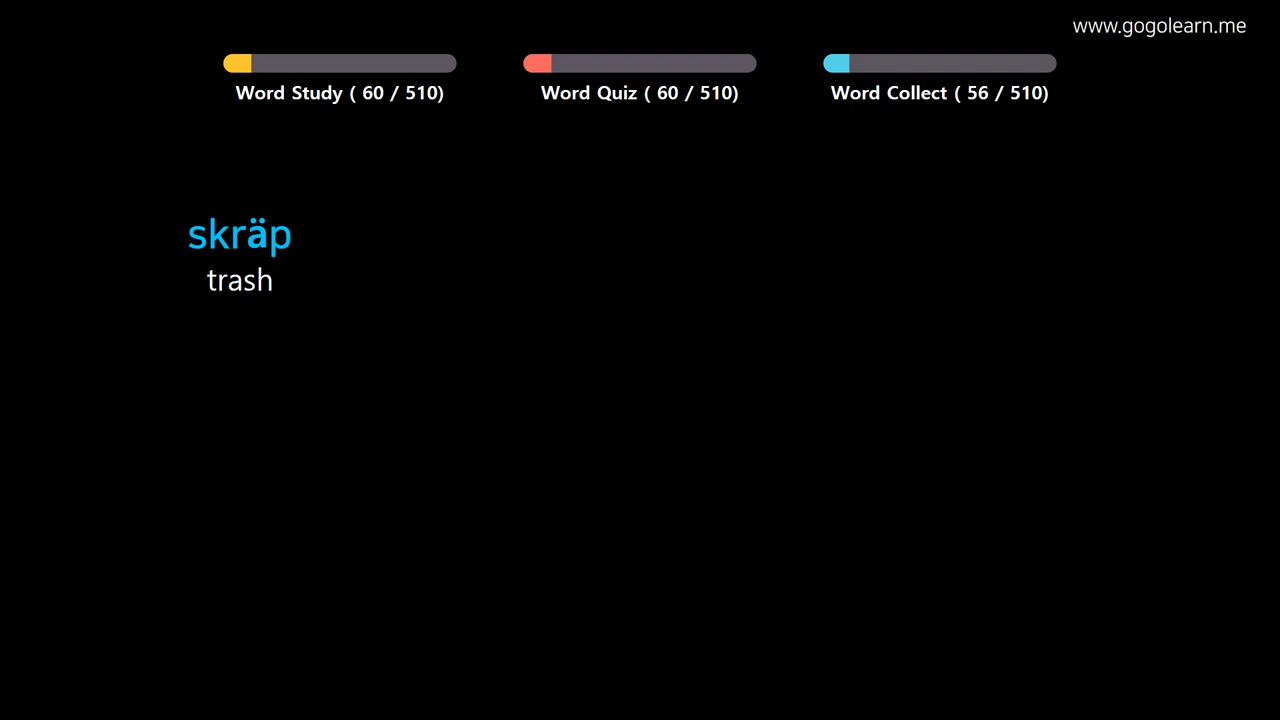 www.gogolearn.me
Word Study ( 60 / 510)
Word Quiz ( 60 / 510)
Word Collect ( 56 / 510)
skräp
trash